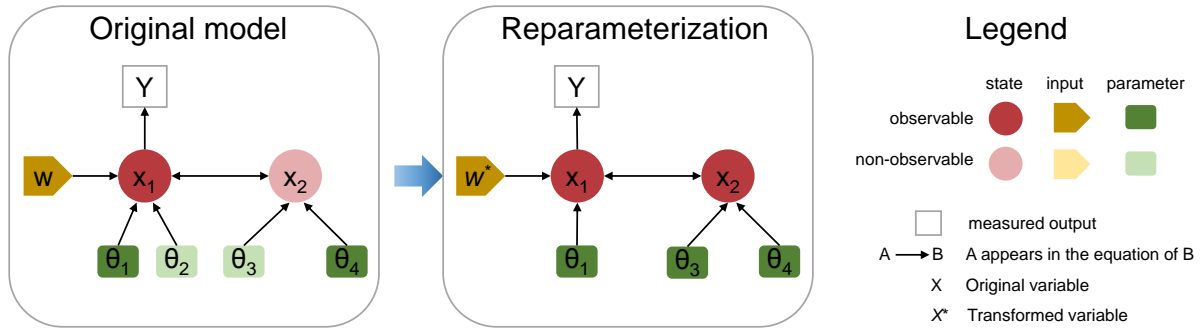 Original model
Y
w
x1
x2
θ1
θ2
θ3
θ4
Reparameterization
Y
w*
x1
x2
θ1
θ3
θ4
Legend
state input parameter
observable
non-observable
measured output
A B A appears in the equation of B
X Original variable
X* Transformed variable